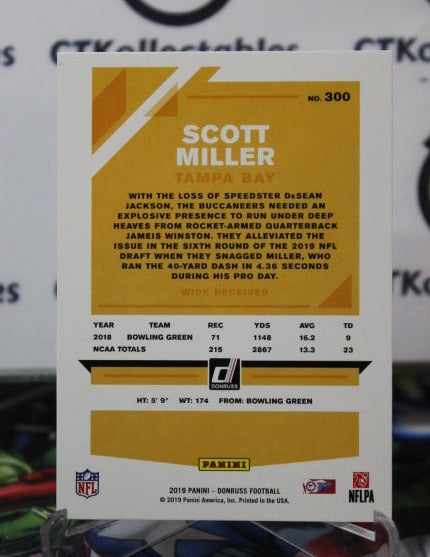 CTKollectables
NO. 300
SCOTT
MILLER
TAMPA BAY
WITH THE LOSS OF SPEEDSTER DeSEAN
JACKSON, THE BUCCANEERS NEEDED AN
EXPLOSIVE PRESENCE TO RUN UNDER DEEP
HEAVES FROM ROCKET-ARMED QUARTERBACK
JAMEIS WINSTON. THEY ALLEVIATED THE
ISSUE IN THE SIXTH ROUND OF THE 2019 NFL
DRAFT WHEN THEY SNAGGED MILLER, WHO
RAN THE 40-YARD DASH IN 4.36 SECONDS
DURING HIS PRO DAY.
WIDE RECEIVER
YEAR TEAM REC YDS AVG TD
2018 BOWLING GREEN 71 1148 16.2 9
NCAA TOTALS 215 2867 13.3 23
d
DONRUSS
HT: 5' 9" WT: 174 FROM: BOWLING GREEN
PANINI
NFL
2019 PANINI – DONRUSS FOOTBALL
© 2019 Panini America, Inc. Printed in the USA.
NFLPA